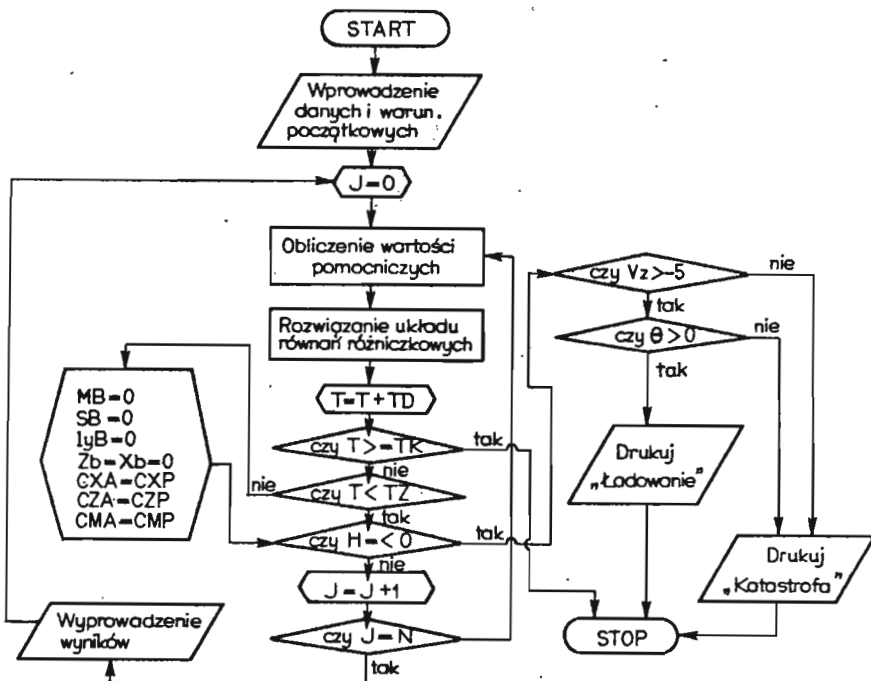 START
Wprowadzenie
danych i warun.
początkowych
J=0
Obliczenie wartości
pomocniczych
Rozwiązanie układu
równań różniczkowych
T=T+TD
czy T>=TK
tak
nie
czy T<TZ
nie
tak
MB=0
SB=0
IyB=0
Zb=Xb=0
CXA=CXP
CZA=CZP
CMA=CMP
czy H=<0
tak
nie
J=J+1
czy J=N
tak
Wyprowadzenie
wyników
czy Vz>-5
nie
tak
czy θ>0
nie
tak
Drukuj
„Lądowanie”
Drukuj
„Katastrofa”
STOP